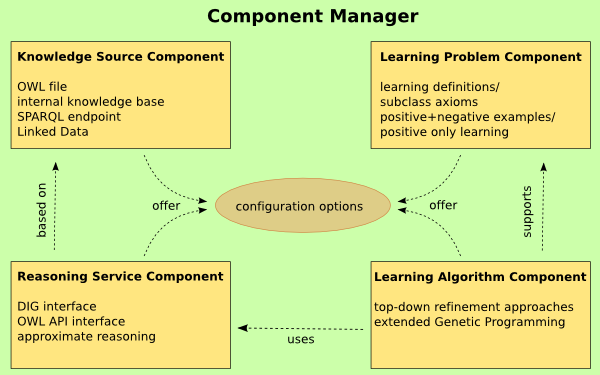 Component Manager
Knowledge Source Component
OWL file
internal knowledge base
SPARQL endpoint
Linked Data
Learning Problem Component
learning definitions/
subclass axioms
positive+negative examples/
positive only learning
based on
offer
configuration options
offer
supports
Reasoning Service Component
DIG interface
OWL API interface
approximate reasoning
uses
Learning Algorithm Component
top-down refinement approaches
extended Genetic Programming